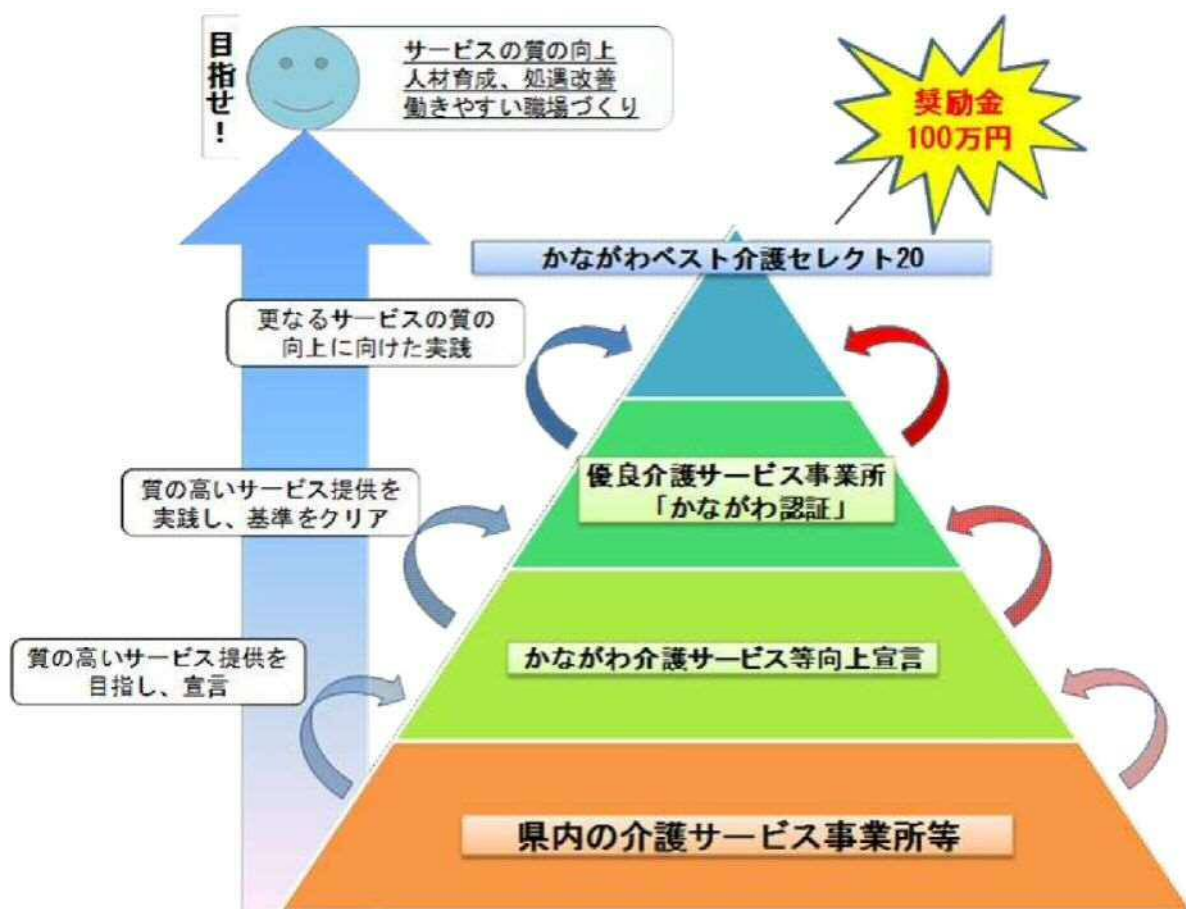 目指せ！
サービスの質の向上
人材育成、処遇改善
働きやすい職場づくり
奨励金
100万円
かながわベスト介護セレクト20
更なるサービスの質の
向上に向けた実践
優良介護サービス事業所
「かながわ認証」
質の高いサービス提供を
実践し、基準をクリア
かながわ介護サービス等向上宣言
質の高いサービス提供を
目指し、宣言
県内の介護サービス事業所等